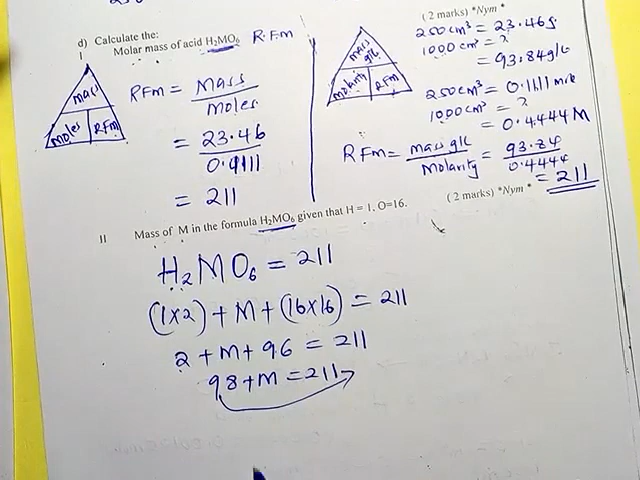 d) Calculate the:
I Molar mass of acid H₂MO₆ R.F.m
mass
moles RFm
RFm = Mass / Moles
= 23.46 / 0.1111
= 211
( 2 marks) *Nym *
mass g/l
molarity RFm
250cm³ = 23.46g
1000cm³ = ?
= 93.84g/l
250cm³ = 0.1111 mole
1000cm³ = ?
= 0.4444M
RFm = mass g/l / Molarity = 93.84 / 0.4444
= 211
II Mass of M in the formula H₂MO₆ given that H = 1, O=16. ( 2 marks) *Nym *
H₂MO₆ = 211
(1x2) + M + (16x16) = 211
2 + M + 96 = 211
98 + M = 211